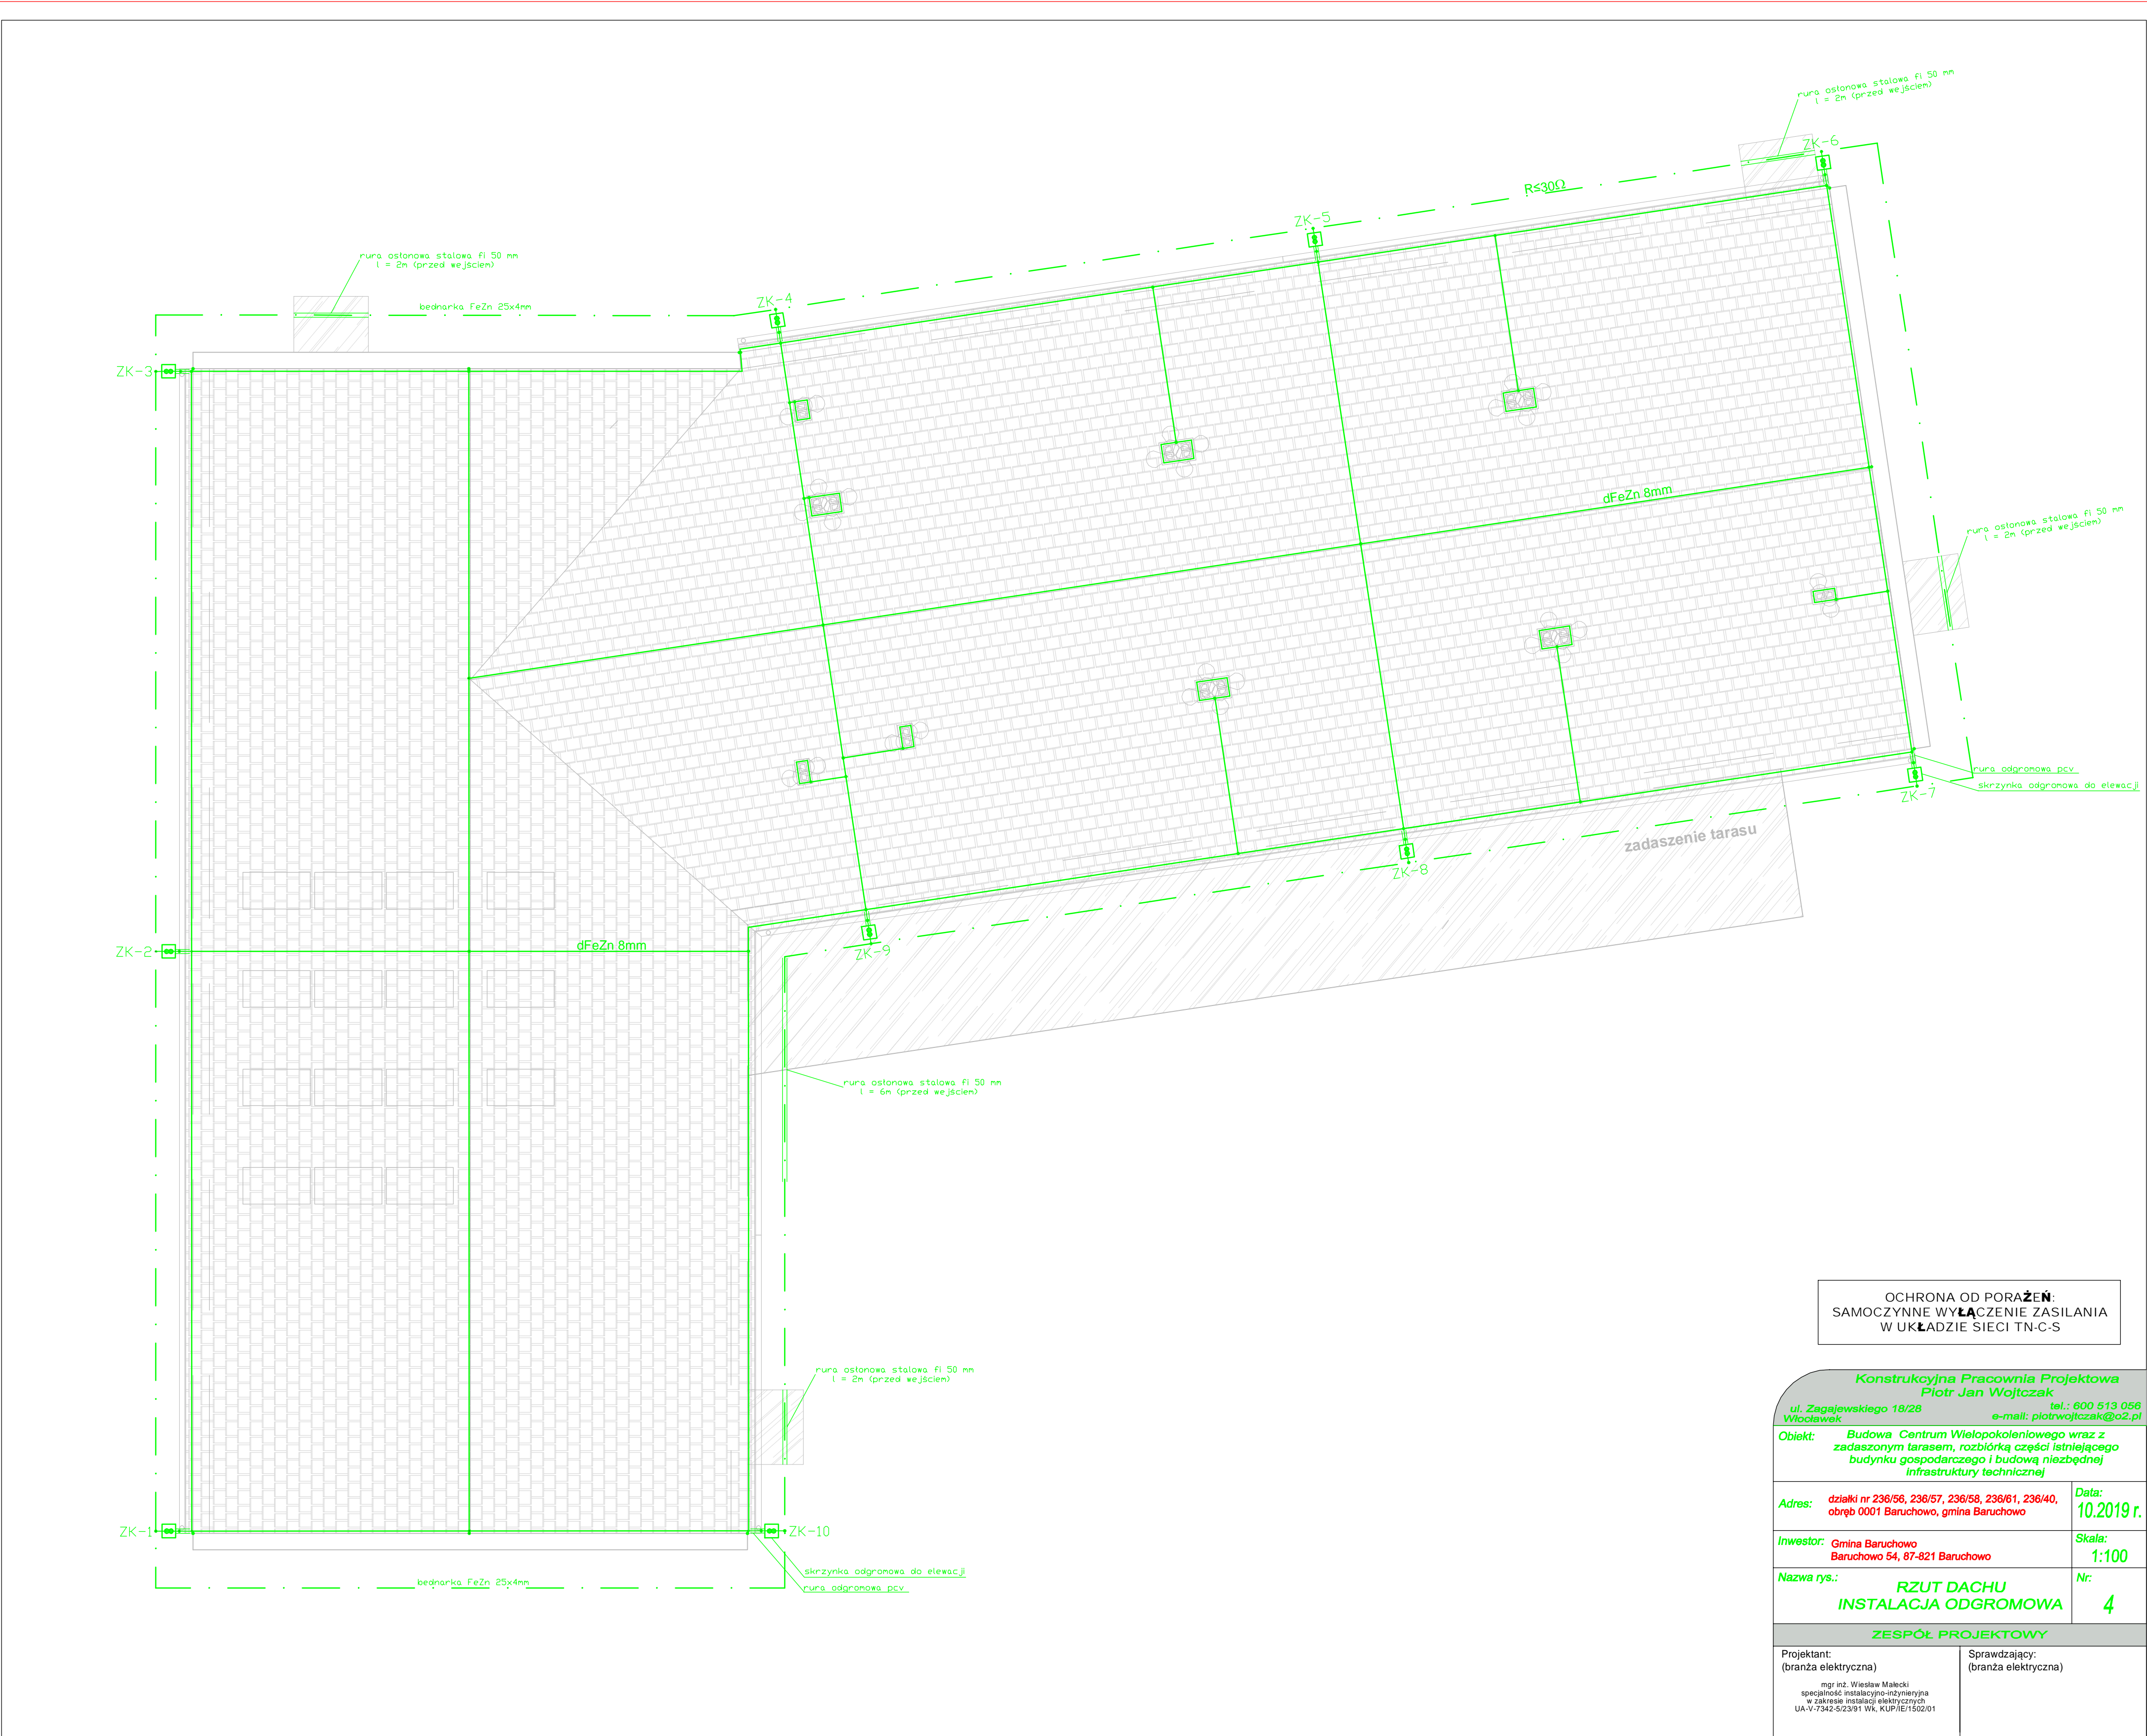 rura osłonowa stalowa fi 50 mm
l = 2m (przed wejściem)
ZK-6
R≤30Ω
ZK-5
rura osłonowa stalowa fi 50 mm
l = 2m (przed wejściem)
bednarka FeZn 25x4mm
ZK-4
ZK-3
dFeZn 8mm
rura osłonowa stalowa fi 50 mm
l = 2m (przed wejściem)
rura odgromowa pcv
skrzynka odgromowa do elewacji
ZK-7
zadaszenie tarasu
ZK-8
ZK-9
ZK-2
dFeZn 8mm
rura osłonowa stalowa fi 50 mm
l = 6m (przed wejściem)
rura osłonowa stalowa fi 50 mm
l = 2m (przed wejściem)
ZK-1
ZK-10
skrzynka odgromowa do elewacji
rura odgromowa pcv
bednarka FeZn 25x4mm
OCHRONA OD PORAŻEŃ:
SAMOCZYNNE WYŁĄCZENIE ZASILANIA
W UKŁADZIE SIECI TN-C-S
Konstrukcyjna Pracownia Projektowa
Piotr Jan Wojtczak
ul. Zagajewskiego 18/28
Włocławek
tel.: 600 513 056
e-mail: piotrwojtczak@o2.pl
Obiekt: Budowa Centrum Wielopokoleniowego wraz z
zadaszonym tarasem, rozbiórką części istniejącego
budynku gospodarczego i budową niezbędnej
infrastruktury technicznej
Adres: działki nr 236/56, 236/57, 236/58, 236/61, 236/40,
obręb 0001 Baruchowo, gmina Baruchowo
Data:
10.2019 r.
Inwestor: Gmina Baruchowo
Baruchowo 54, 87-821 Baruchowo
Skala:
1:100
Nazwa rys.: RZUT DACHU
INSTALACJA ODGROMOWA
Nr:
4
ZESPÓŁ PROJEKTOWY
Projektant:
(branża elektryczna)
mgr inż. Wiesław Małecki
specjalność instalacyjno-inżynieryjna
w zakresie instalacji elektrycznych
UA-V-7342-5/23/91 Wk, KUP/IE/1502/01
Sprawdzający:
(branża elektryczna)